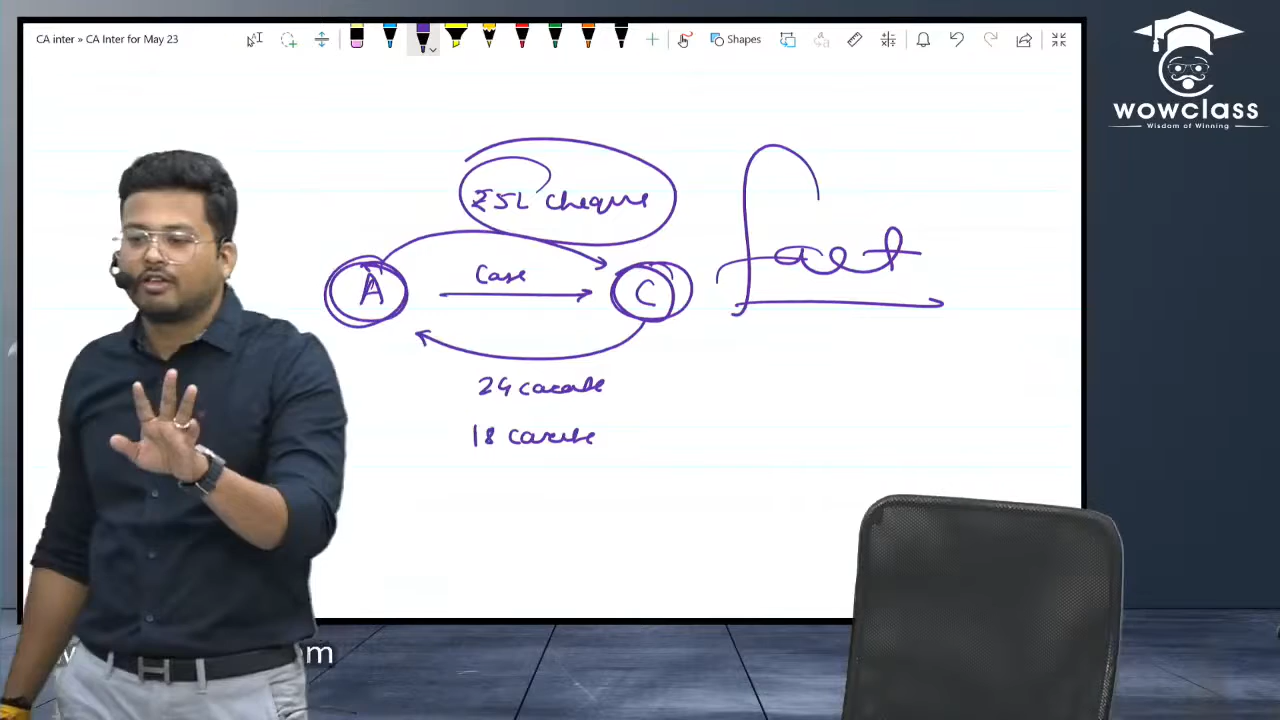 CA inter » CA Inter for May 23
Shapes
wowclass
Wisdom of Winning
₹5L cheque
fact
A
Case
C
24 carate
18 carate
m